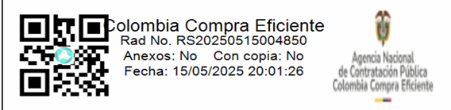 Colombia Compra Eficiente
Rad No. RS20250515004850
Anexos: No Con copia: No
Fecha: 15/05/2025 20:01:26
Agencia Nacional
de Contratación Pública
Colombia Compra Eficiente